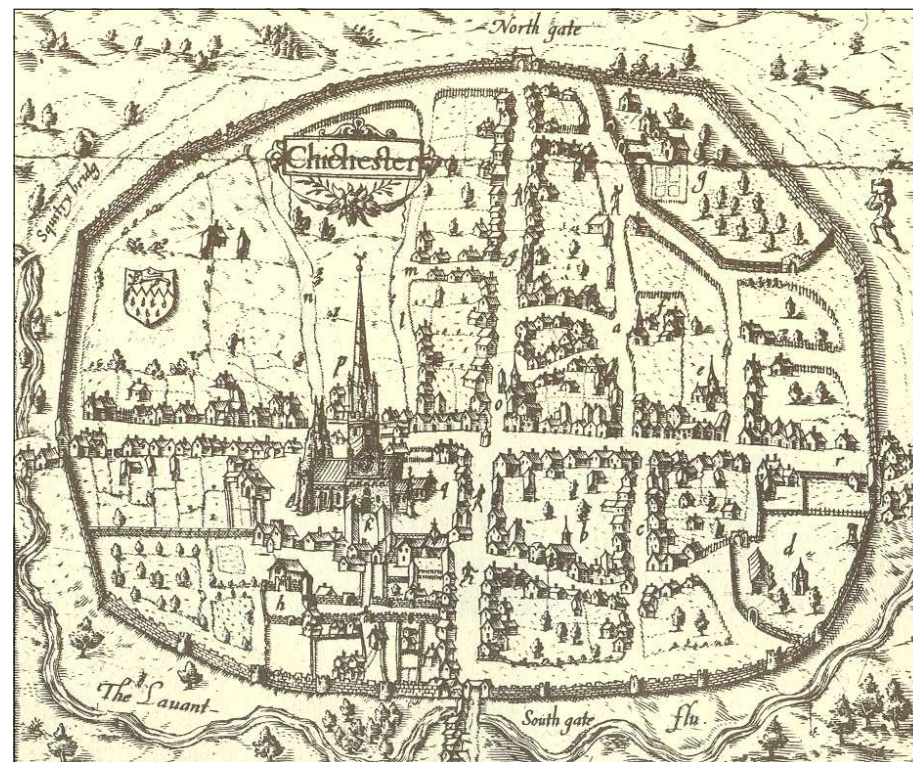 North gate
Chichester
Squitry bridg
g
m
n
l
a
f
p
e
o
r
q
k
b
c
d
h
The Lauant
South gate
flu.